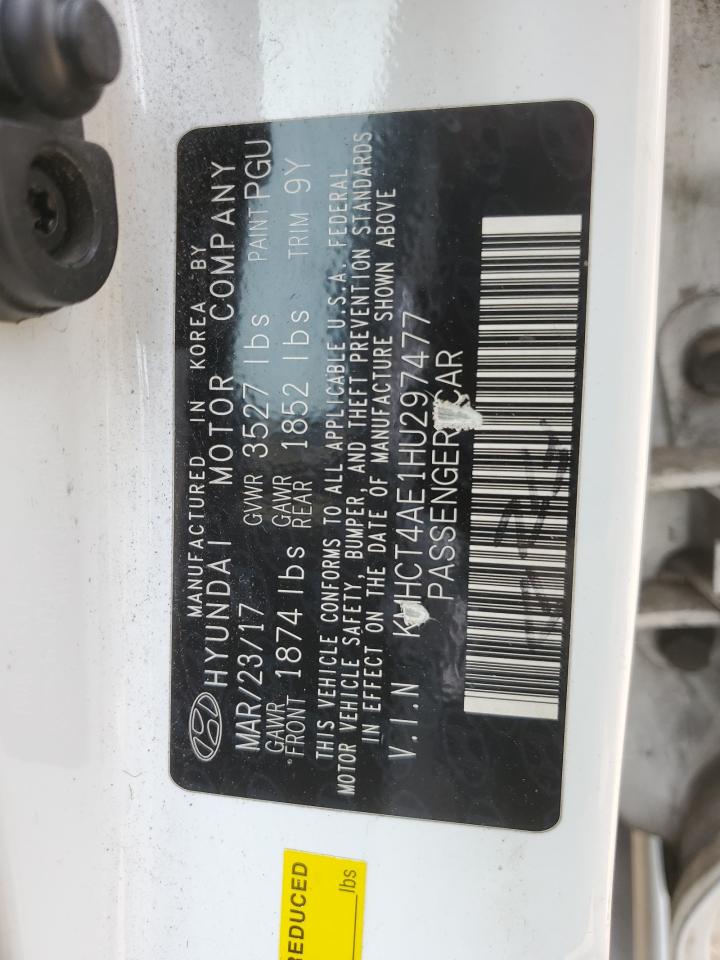 MANUFACTURED IN KOREA BY
HYUNDAI MOTOR COMPANY
MAR/23/17 GVWR 3527 lbs PAINT PGU
GAWR FRONT 1874 lbs GAWR REAR 1852 lbs TRIM 9Y
THIS VEHICLE CONFORMS TO ALL APPLICABLE U.S.A. FEDERAL
MOTOR VEHICLE SAFETY, BUMPER, AND THEFT PREVENTION STANDARDS
IN EFFECT ON THE DATE OF MANUFACTURE SHOWN ABOVE
V.I.N KMHCT4AE1HU297477
PASSENGER CAR
REDUCED
lbs